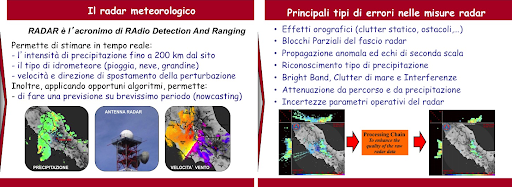 Il radar meteorologico
RADAR è l'acronimo di RAdio Detection And Ranging
Permette di stimare in tempo reale:
- l'intensità di precipitazione fino a 200 km dal sito
- il tipo di idrometeore (pioggia, neve, grandine)
- velocità e direzione di spostamento della perturbazione
Inoltre, applicando opportuni algoritmi, permette:
- di fare una previsione su brevissimo periodo (nowcasting)
ANTENNA RADAR
PRECIPITAZIONE
VELOCITA' VENTO
Principali tipi di errori nelle misure radar
• Effetti orografici (clutter statico, ostacoli,…)
• Blocchi Parziali del fascio radar
• Propagazione anomala ed echi di seconda scala
• Riconoscimento tipo di precipitazione
• Bright Band, Clutter di mare e Interferenze
• Attenuazione da percorso e da precipitazione
• Incertezze parametri operativi del radar
Processing Chain
To enhance the
quality of the raw
radar data